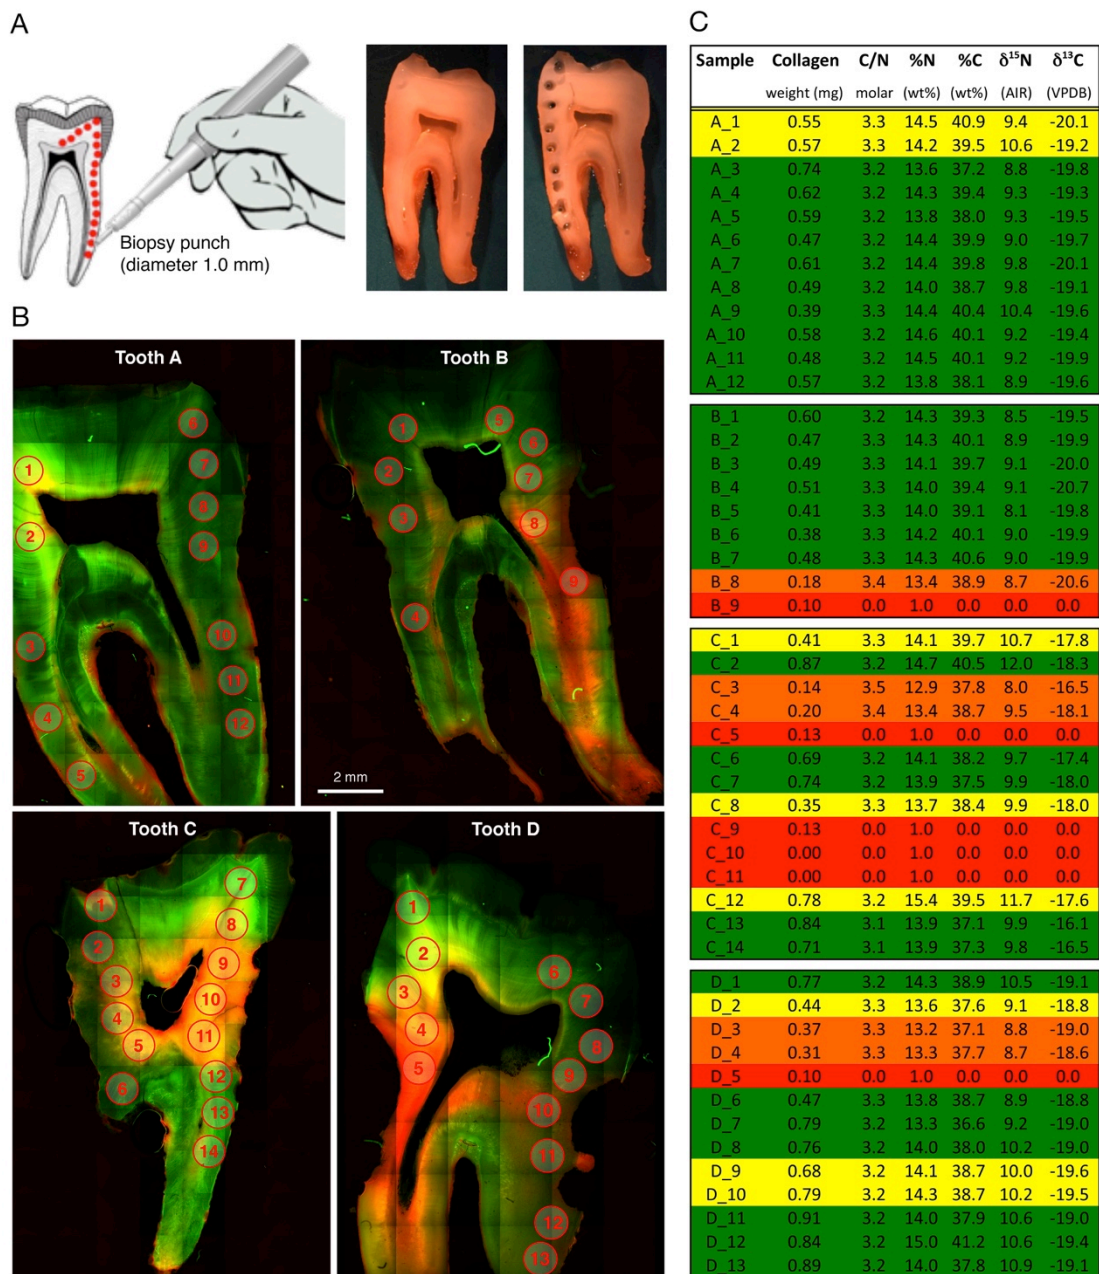 A
Biopsy punch
(diameter 1.0 mm)
B
Tooth A
1
2
3
4
5
6
7
8
9
10
11
12
Tooth B
1
2
3
4
5
6
7
8
9
2 mm
Tooth C
1
2
3
4
5
6
7
8
9
10
11
12
13
14
Tooth D
1
2
3
4
5
6
7
8
9
10
11
12
13
C
Sample Collagen C/N %N %C δ¹⁵N δ¹³C
weight (mg) molar (wt%) (wt%) (AIR) (VPDB)
A_1 0.55 3.3 14.5 40.9 9.4 -20.1
A_2 0.57 3.3 14.2 39.5 10.6 -19.2
A_3 0.74 3.2 13.6 37.2 8.8 -19.8
A_4 0.62 3.2 14.3 39.4 9.3 -19.3
A_5 0.59 3.2 13.8 38.0 9.3 -19.5
A_6 0.47 3.2 14.4 39.9 9.0 -19.7
A_7 0.61 3.2 14.4 39.8 9.8 -20.1
A_8 0.49 3.2 14.0 38.7 9.8 -19.1
A_9 0.39 3.3 14.4 40.4 10.4 -19.6
A_10 0.58 3.2 14.6 40.1 9.2 -19.4
A_11 0.48 3.2 14.5 40.1 9.2 -19.9
A_12 0.57 3.2 13.8 38.1 8.9 -19.6
B_1 0.60 3.2 14.3 39.3 8.5 -19.5
B_2 0.47 3.3 14.3 40.1 8.9 -19.9
B_3 0.49 3.3 14.1 39.7 9.1 -20.0
B_4 0.51 3.3 14.0 39.4 9.1 -20.7
B_5 0.41 3.3 14.0 39.1 8.1 -19.8
B_6 0.38 3.3 14.2 40.1 9.0 -19.9
B_7 0.48 3.3 14.3 40.6 9.0 -19.9
B_8 0.18 3.4 13.4 38.9 8.7 -20.6
B_9 0.10 0.0 1.0 0.0 0.0 0.0
C_1 0.41 3.3 14.1 39.7 10.7 -17.8
C_2 0.87 3.2 14.7 40.5 12.0 -18.3
C_3 0.14 3.5 12.9 37.8 8.0 -16.5
C_4 0.20 3.4 13.4 38.7 9.5 -18.1
C_5 0.13 0.0 1.0 0.0 0.0 0.0
C_6 0.69 3.2 14.1 38.2 9.7 -17.4
C_7 0.74 3.2 13.9 37.5 9.9 -18.0
C_8 0.35 3.3 13.7 38.4 9.9 -18.0
C_9 0.13 0.0 1.0 0.0 0.0 0.0
C_10 0.00 0.0 1.0 0.0 0.0 0.0
C_11 0.00 0.0 1.0 0.0 0.0 0.0
C_12 0.78 3.2 15.4 39.5 11.7 -17.6
C_13 0.84 3.1 13.9 37.1 9.9 -16.1
C_14 0.71 3.1 13.9 37.3 9.8 -16.5
D_1 0.77 3.2 14.3 38.9 10.5 -19.1
D_2 0.44 3.3 13.6 37.6 9.1 -18.8
D_3 0.37 3.3 13.2 37.1 8.8 -19.0
D_4 0.31 3.3 13.3 37.7 8.7 -18.6
D_5 0.10 0.0 1.0 0.0 0.0 0.0
D_6 0.47 3.3 13.8 38.7 8.9 -18.8
D_7 0.79 3.2 13.3 36.6 9.2 -19.0
D_8 0.76 3.2 14.0 38.0 10.2 -19.0
D_9 0.68 3.2 14.1 38.7 10.0 -19.6
D_10 0.79 3.2 14.3 38.7 10.2 -19.5
D_11 0.91 3.2 14.0 37.9 10.6 -19.0
D_12 0.84 3.2 15.0 41.2 10.6 -19.4
D_13 0.89 3.2 14.0 37.8 10.9 -19.1